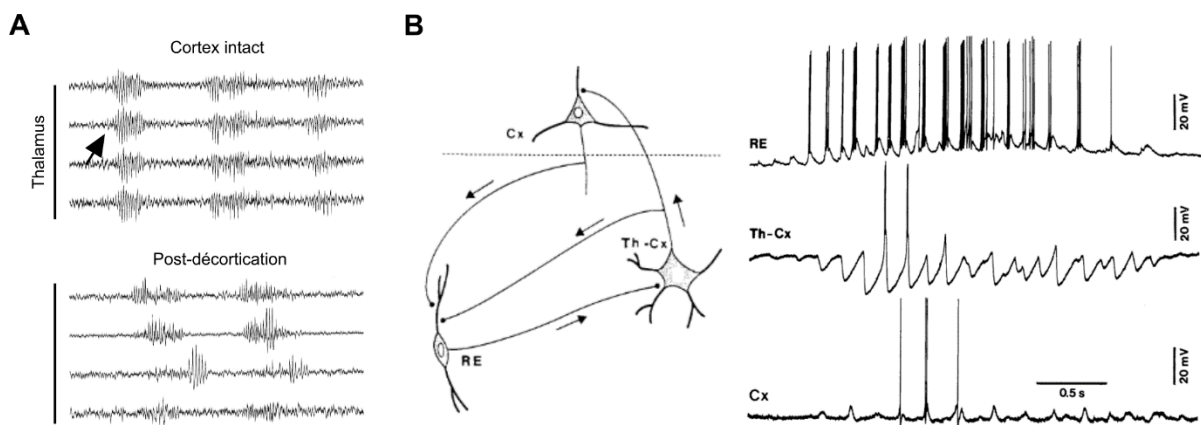 A
Cortex intact
Thalamus
Post-décortication
B
Cx
Th-Cx
RE
RE
20 mV
Th-Cx
20 mV
Cx
0.5 s
20 mV